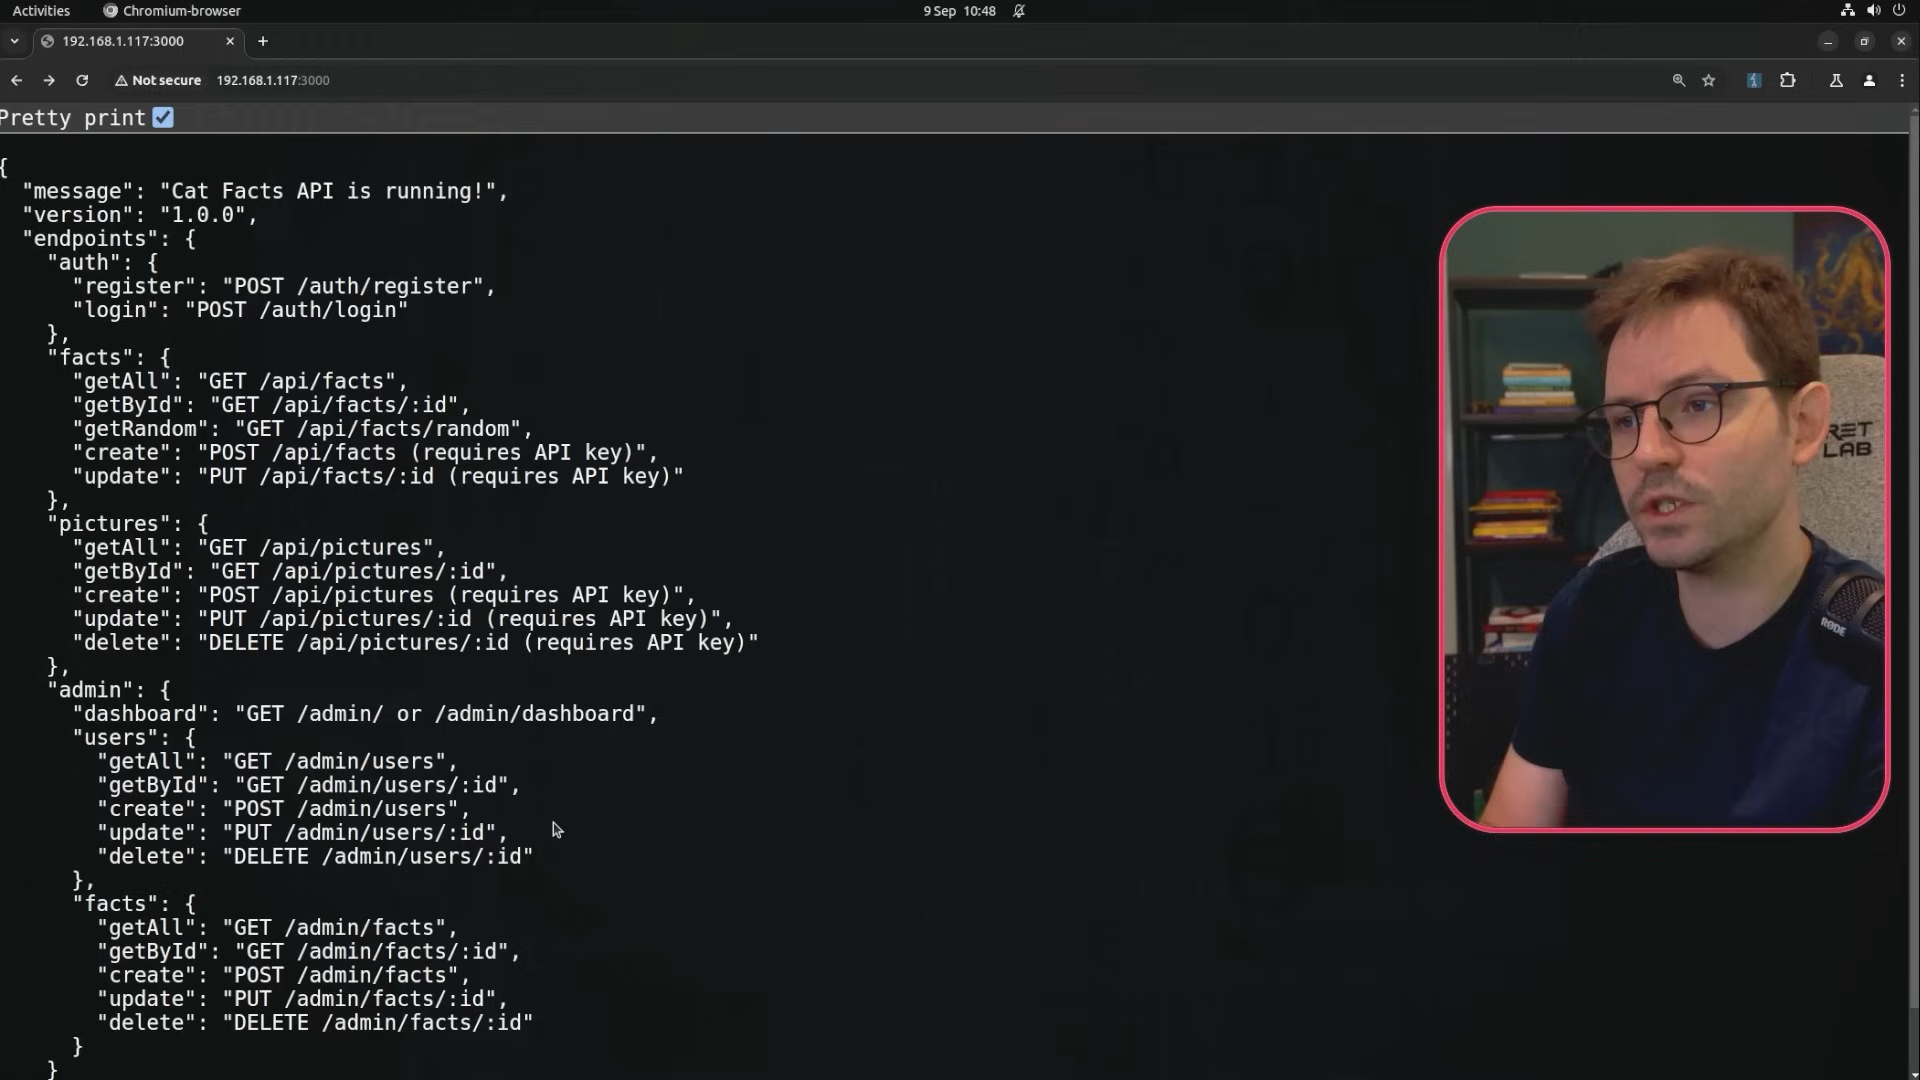 Activities
Chromium-browser
9 Sep 10:48
192.168.1.117:3000
Not secure
192.168.1.117:3000
Pretty print
{
"message": "Cat Facts API is running!",
"version": "1.0.0",
"endpoints": {
"auth": {
"register": "POST /auth/register",
"login": "POST /auth/login"
},
"facts": {
"getAll": "GET /api/facts",
"getById": "GET /api/facts/:id",
"getRandom": "GET /api/facts/random",
"create": "POST /api/facts (requires API key)",
"update": "PUT /api/facts/:id (requires API key)"
},
"pictures": {
"getAll": "GET /api/pictures",
"getById": "GET /api/pictures/:id",
"create": "POST /api/pictures (requires API key)",
"update": "PUT /api/pictures/:id (requires API key)",
"delete": "DELETE /api/pictures/:id (requires API key)"
},
"admin": {
"dashboard": "GET /admin/ or /admin/dashboard",
"users": {
"getAll": "GET /admin/users",
"getById": "GET /admin/users/:id",
"create": "POST /admin/users",
"update": "PUT /admin/users/:id",
"delete": "DELETE /admin/users/:id"
},
"facts": {
"getAll": "GET /admin/facts",
"getById": "GET /admin/facts/:id",
"create": "POST /admin/facts",
"update": "PUT /admin/facts/:id",
"delete": "DELETE /admin/facts/:id"
}
}
RET
LAB
RØDE